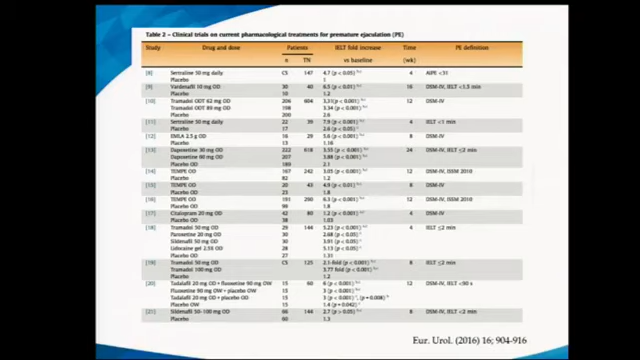 Table 2 – Clinical trials on current pharmacological treatments for premature ejaculation (PE)
Study Drug and dose Patients IELT fold increase Time PE definition
n TN vs baseline (wk)
[8] Sertraline 50 mg daily CS 147 4.7 (p < 0.05) 4 AIPE <31
Placebo 1
[9] Vardenafil 10 mg OD 30 40 6.5 (p < 0.01) 16 DSM-IV, IELT <1.5 min
Placebo 10 1.2
[10] Tramadol ODT 62 mg OD 206 604 (p < 0.001) 12 DSM-IV
Tramadol ODT 89 mg OD 198 3.34 (p < 0.001)
Placebo 200 2.6
[11] Sertraline 50 mg daily 22 39 7.9 (p < 0.001) 4 IELT <1 min
Placebo 17 2.6 (p < 0.05)
[12] EMLA 2.5 g OD 16 29 5.6 (p < 0.001) 8 DSM-IV
Placebo 13 1.16
[13] Dapoxetine 30 mg OD 222 618 3.55 (p < 0.001) 24 DSM-IV, IELT ≤2 min
Dapoxetine 60 mg OD 207 3.88 (p < 0.001)
Placebo OD 189 2.1
[14] TEMPE OD 167 242 3.05 (p < 0.001) 12 DSM-IV, ISSM 2010
Placebo OD 82 1.2
[15] TEMPE OD 20 43 4.9 (p < 0.01) 8 DSM-IV
Placebo OD 23 1.8
[16] TEMPE OD 191 290 6.3 (p < 0.001) 12 DSM-IV, ISSM 2010
Placebo OD 99 1.8
[17] Citalopram 20 mg OD 42 80 1.2 (p < 0.001) 4 DSM-IV
Placebo OD 38 1.03
[18] Tramadol 50 mg OD 29 144 5.23 (p < 0.001) 4 IELT ≤2 min
Paroxetine 20 mg OD 30 2.68 (p < 0.05)
Sildenafil 50 mg OD 30 3.91 (p < 0.05)
Lidocaine gel 2.5% OD 28 5.13 (p < 0.05)
Placebo OD 27 1.31
[19] Tramadol 50 mg OD CS 125 2.1-fold (p < 0.001) 8 IELT ≤2 min
Tramadol 100 mg OD 3.77 fold (p < 0.001)
Placebo OD 1.2
[20] Tadalafil 20 mg OD + fluoxetine 90 mg OW 15 60 6 (p < 0.001) 12 DSM-IV, IELT <90 s
Fluoxetine 90 mg OW + placebo OW 15 3 (p < 0.001)
Tadalafil 20 mg OD + placebo OD 15 3 (p < 0.001) (p = 0.008)
Placebo OW 15 1.4 (p = 0.042)
[21] Sildenafil 50–100 mg OD 66 144 2.7 (p > 0.05) 8 DSM-IV, IELT <2 min
Placebo 60 1.3
Eur. Urol. (2016) 16; 904-916